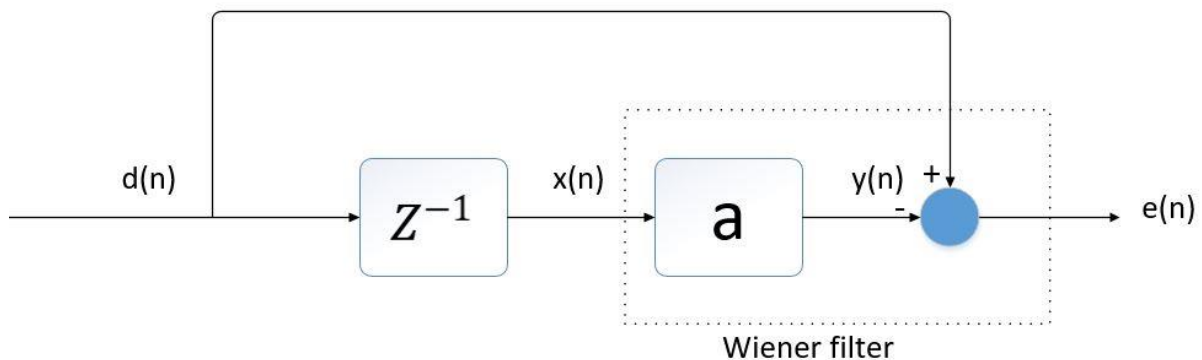 d(n)
Z⁻¹
x(n)
a
y(n)
+
-
e(n)
Wiener filter